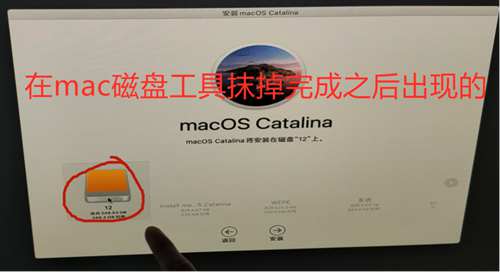 安装 macOS Catalina
在mac磁盘工具抹掉完成之后出现的
macOS Catalina
macOS Catalina 将安装在磁盘“12”上。
12
Install ma...S Catalina
WEPE
返回
安装